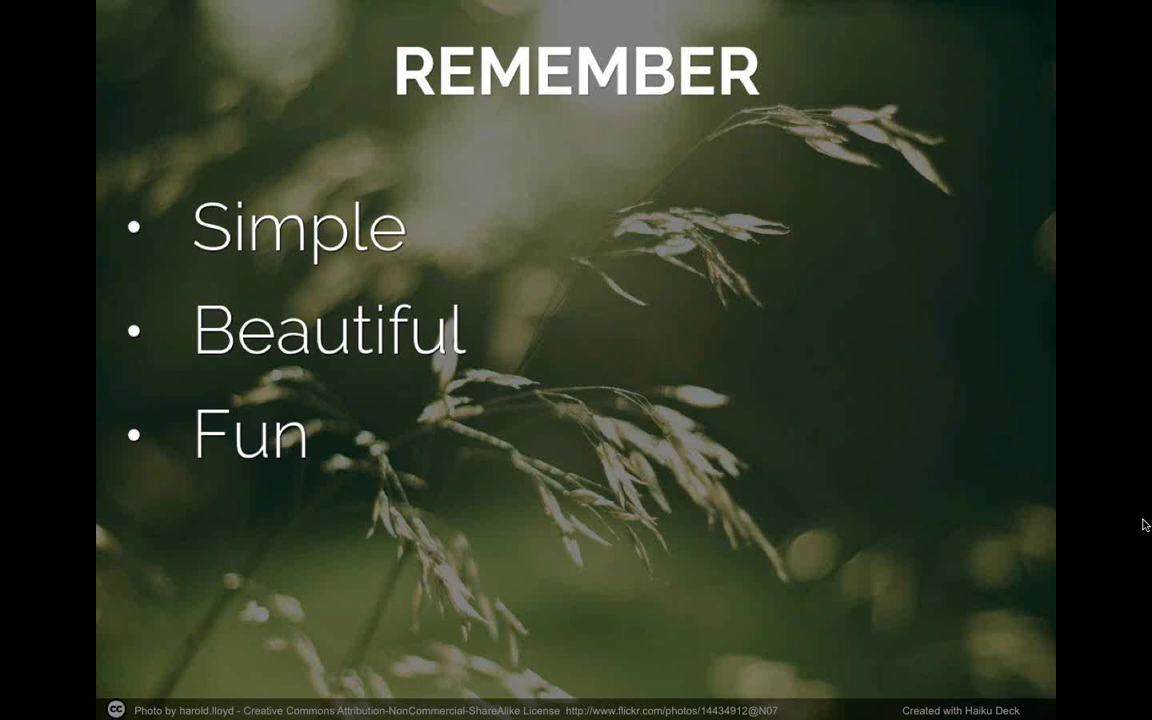 REMEMBER
• Simple
• Beautiful
• Fun
cc Photo by harold.lloyd - Creative Commons Attribution-NonCommercial-ShareAlike License http://www.flickr.com/photos/14434912@N07 Created with Haiku Deck